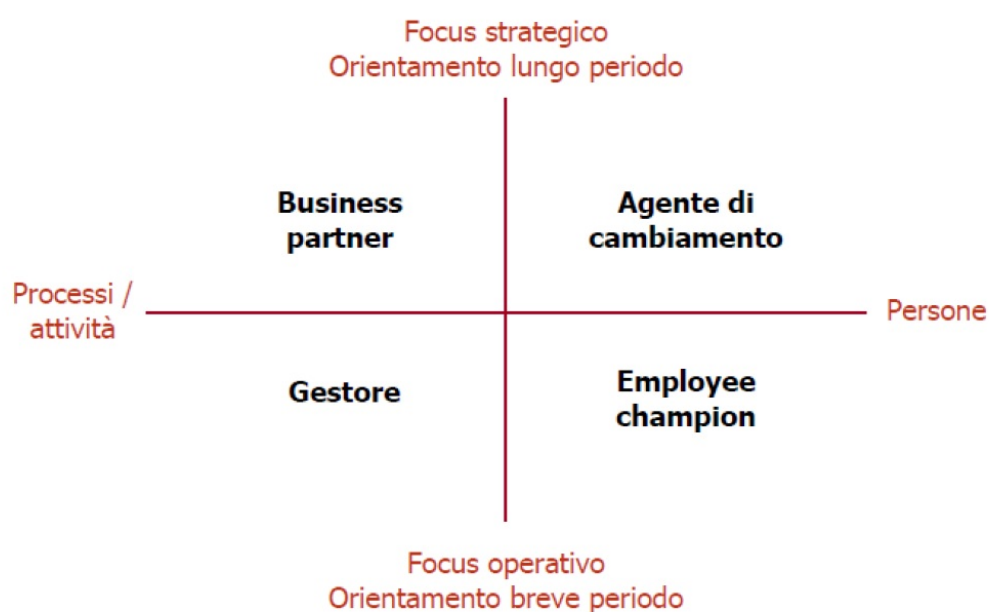 Focus strategico
Orientamento lungo periodo
Business
partner
Agente di
cambiamento
Processi /
attività
Persone
Gestore
Employee
champion
Focus operativo
Orientamento breve periodo